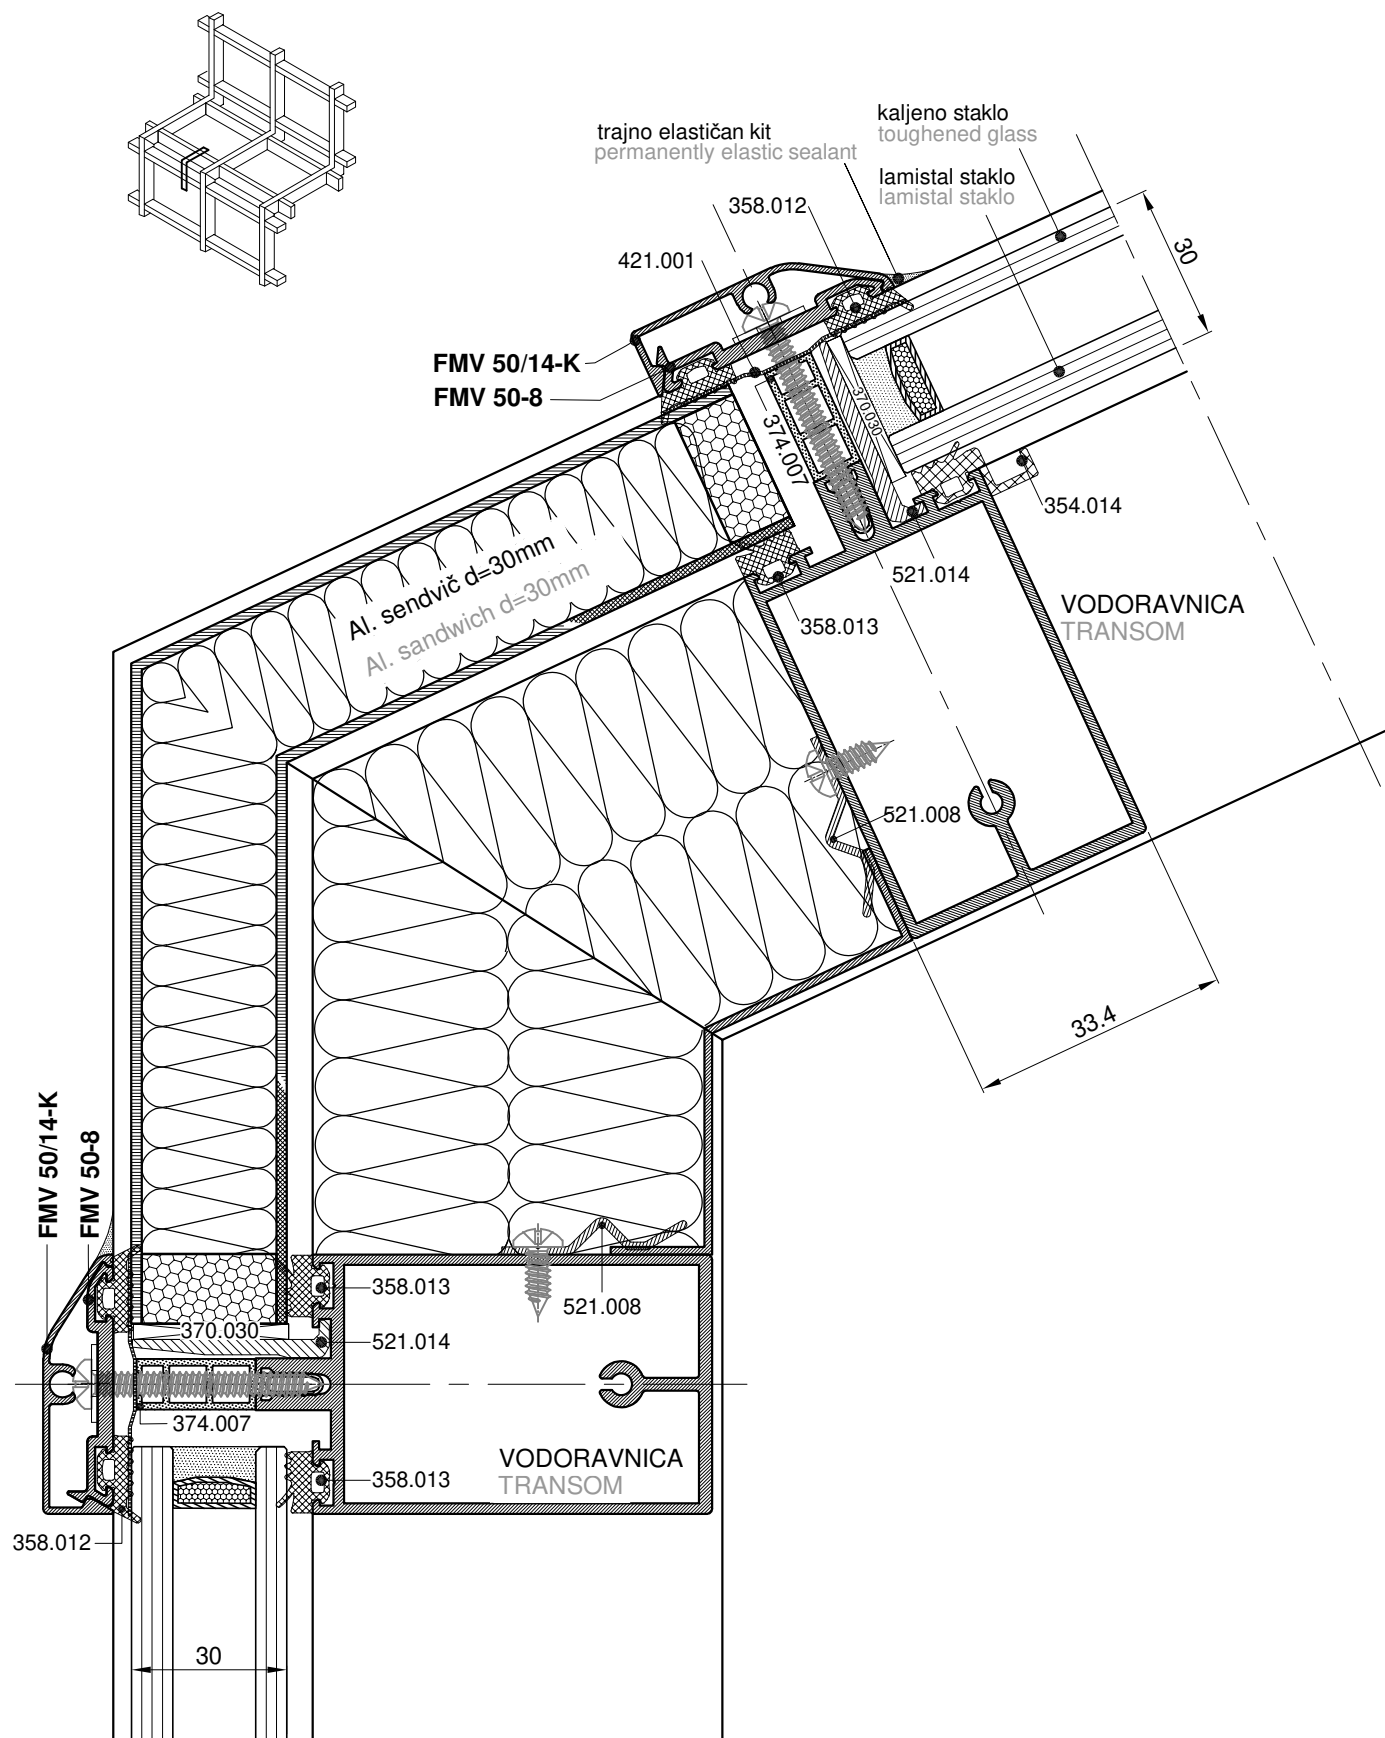 trajno elastičan kit
permanently elastic sealant
kaljeno staklo
toughened glass
lamistal staklo
lamistal staklo
358.012
421.001
30
FMV 50/14-K
FMV 50-8
370.030
374.007
354.014
521.014
Al. sendvič d=30mm
Al. sandwich d=30mm
358.013
VODORAVNICA
TRANSOM
521.008
33.4
FMV 50/14-K
FMV 50-8
358.013
521.008
370.030
521.014
374.007
VODORAVNICA
TRANSOM
358.013
358.012
30